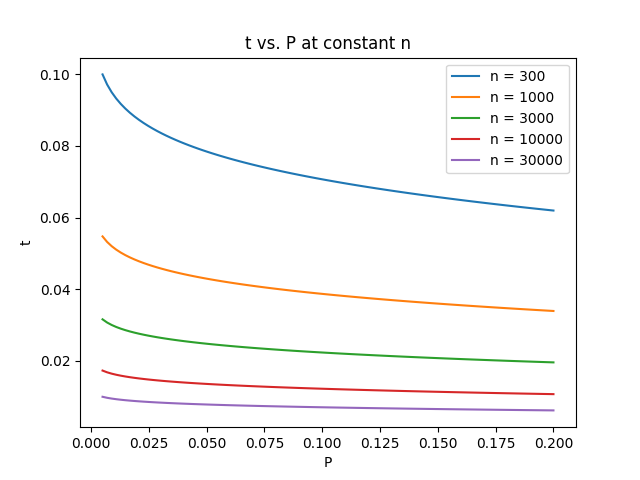 t vs. P at constant n
n = 300
n = 1000
n = 3000
n = 10000
n = 30000
0.10
0.08
0.06
0.04
0.02
t
0.000 0.025 0.050 0.075 0.100 0.125 0.150 0.175 0.200
P